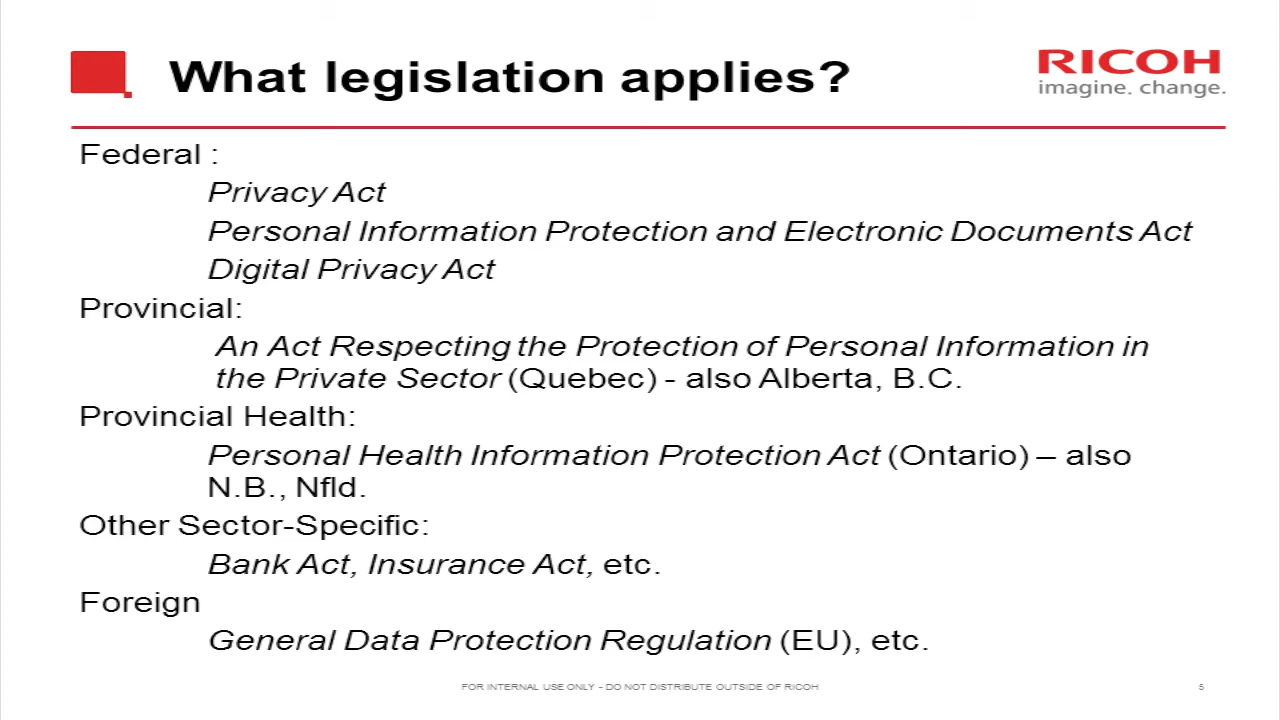 What legislation applies?
RICOH
imagine. change.
Federal :
Privacy Act
Personal Information Protection and Electronic Documents Act
Digital Privacy Act
Provincial:
An Act Respecting the Protection of Personal Information in
the Private Sector (Quebec) - also Alberta, B.C.
Provincial Health:
Personal Health Information Protection Act (Ontario) – also
N.B., Nfld.
Other Sector-Specific:
Bank Act, Insurance Act, etc.
Foreign
General Data Protection Regulation (EU), etc.
FOR INTERNAL USE ONLY - DO NOT DISTRIBUTE OUTSIDE OF RICOH
5